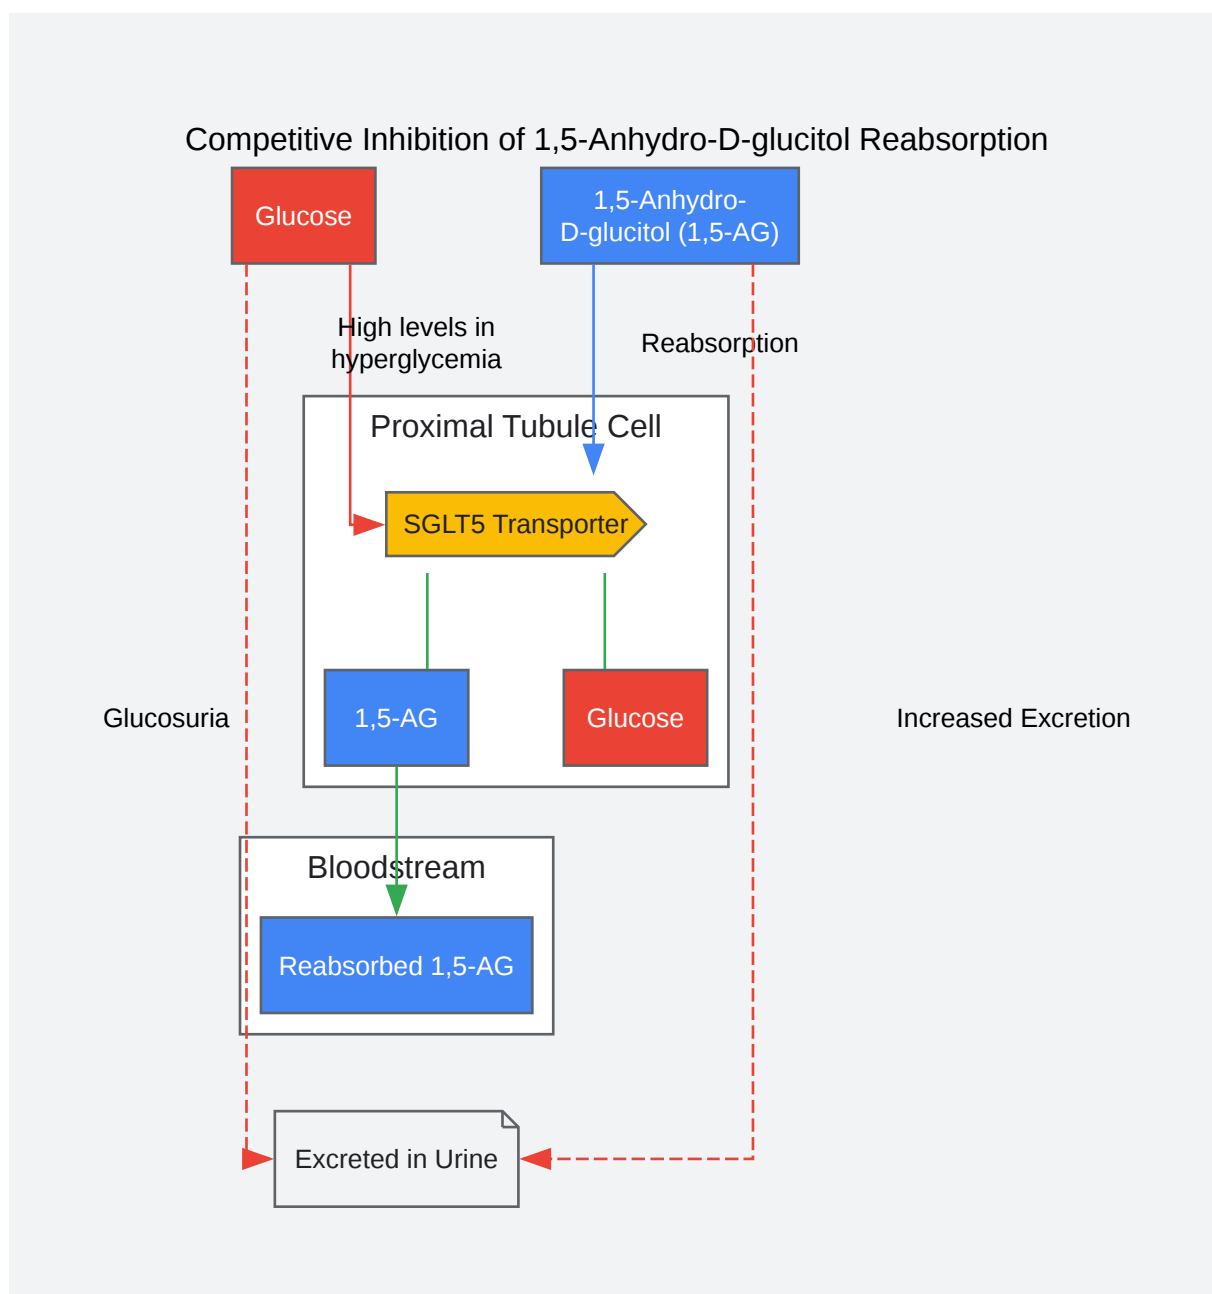 Competitive Inhibition of 1,5-Anhydro-D-glucitol Reabsorption
Glucose
1,5-Anhydro-
D-glucitol (1,5-AG)
High levels in
hyperglycemia
Reabsorption
Proximal Tubule Cell
SGLT5 Transporter
1,5-AG
Glucose
Glucosuria
Increased Excretion
Bloodstream
Reabsorbed 1,5-AG
Excreted in Urine